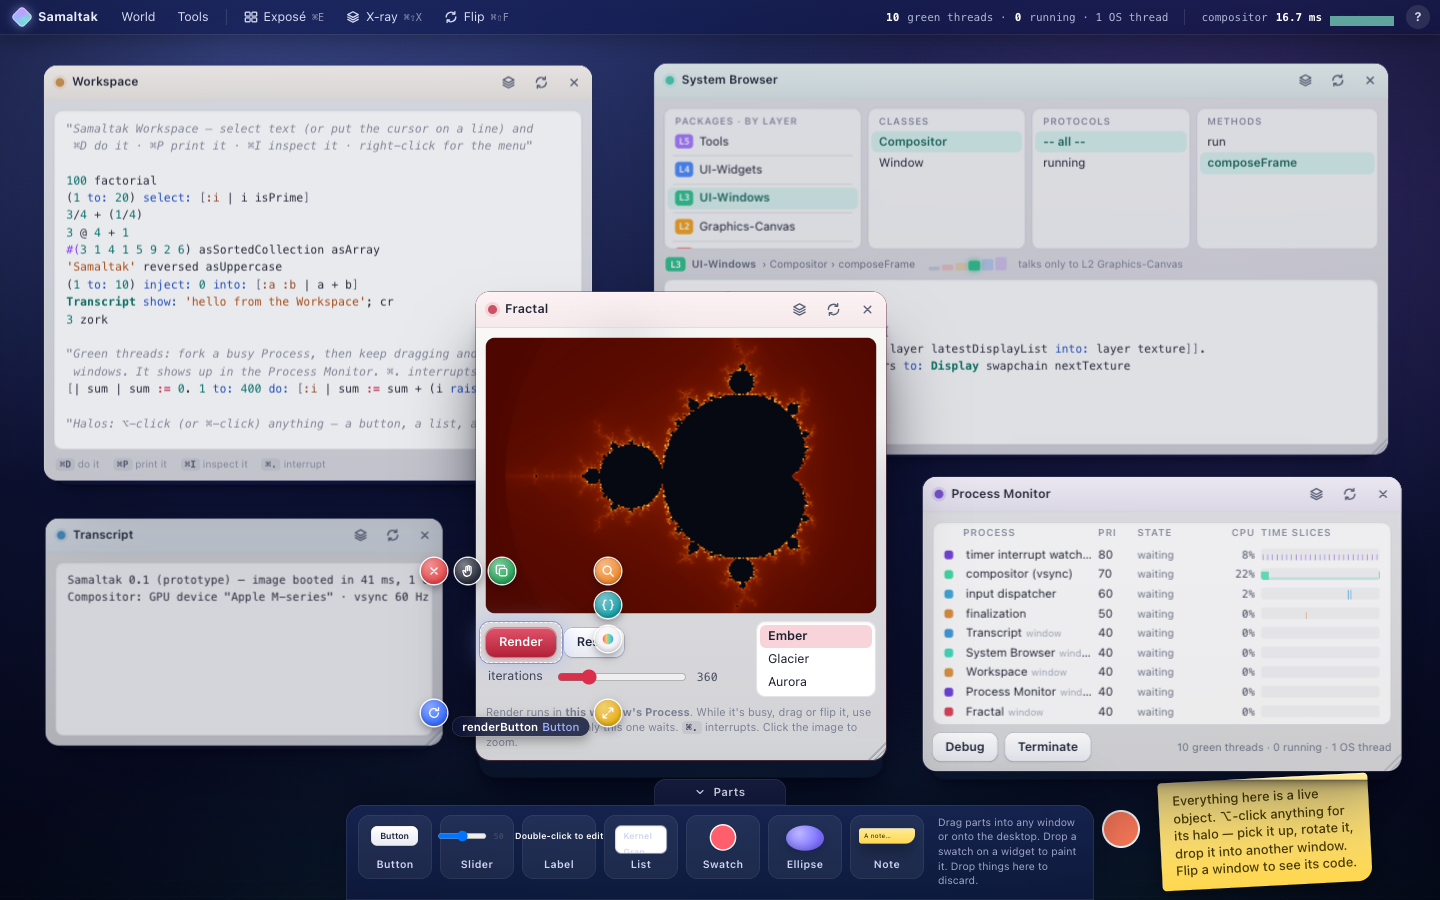 Samaltak World Tools Exposé ⌘E X-ray ⌘⇧X Flip ⌘⇧F 10 green threads · 0 running · 1 OS thread compositor 16.7 ms ?
Workspace
"Samaltak Workspace — select text (or put the cursor on a line) and
⌘D do it · ⌘P print it · ⌘I inspect it · right-click for the menu"
100 factorial
(1 to: 20) select: [:i | i isPrime]
3/4 + (1/4)
3 @ 4 + 1
#(3 1 4 1 5 9 2 6) asSortedCollection asArray
'Samaltak' reversed asUppercase
(1 to: 10) inject: 0 into: [:a :b | a + b]
Transcript show: 'hello from the Workspace'; cr
3 zork
"Green threads: fork a busy Process, then keep dragging and
windows. It shows up in the Process Monitor. ⌘. interrupts
[| sum | sum := 0. 1 to: 400 do: [:i | sum := sum + (i rais
"Halos: ⌥-click (or ⌘-click) anything — a button, a list, a
⌘D do it ⌘P print it ⌘I inspect it ⌘. interrupt
System Browser
PACKAGES · BY LAYER
L5 Tools
L4 UI-Widgets
L3 UI-Windows
L2 Graphics-Canvas
CLASSES
Compositor
Window
PROTOCOLS
-- all --
running
METHODS
run
composeFrame
L3 UI-Windows › Compositor › composeFrame talks only to L2 Graphics-Canvas
layer latestDisplayList into: layer texture]].
rs to: Display swapchain nextTexture
Fractal
Render
Res
Ember
Glacier
Aurora
iterations 360
Render runs in this w w's Process. While it's busy, drag or flip it, use
ly this one waits. ⌘. interrupts. Click the image to
zoom.
renderButton Button
Transcript
Samaltak 0.1 (prototype) — image booted in 41 ms, 1
Compositor: GPU device "Apple M-series" · vsync 60 Hz
Process Monitor
PROCESS PRI STATE CPU TIME SLICES
timer interrupt watch... 80 waiting 8%
compositor (vsync) 70 waiting 22%
input dispatcher 60 waiting 2%
finalization 50 waiting 0%
Transcript window 40 waiting 0%
System Browser wind... 40 waiting 0%
Workspace window 40 waiting 0%
Process Monitor wind... 40 waiting 0%
Fractal window 40 waiting 0%
Debug Terminate 10 green threads · 0 running · 1 OS thread
Parts
Button
Button
50
Slider
Double-click to edit
Label
Kernel
List
Swatch
Ellipse
A note...
Note
Drag parts into any window
or onto the desktop. Drop a
swatch on a widget to paint
it. Drop things here to
discard.
Everything here is a live
object. ⌥-click anything for
its halo — pick it up, rotate it,
drop it into another window.
Flip a window to see its code.